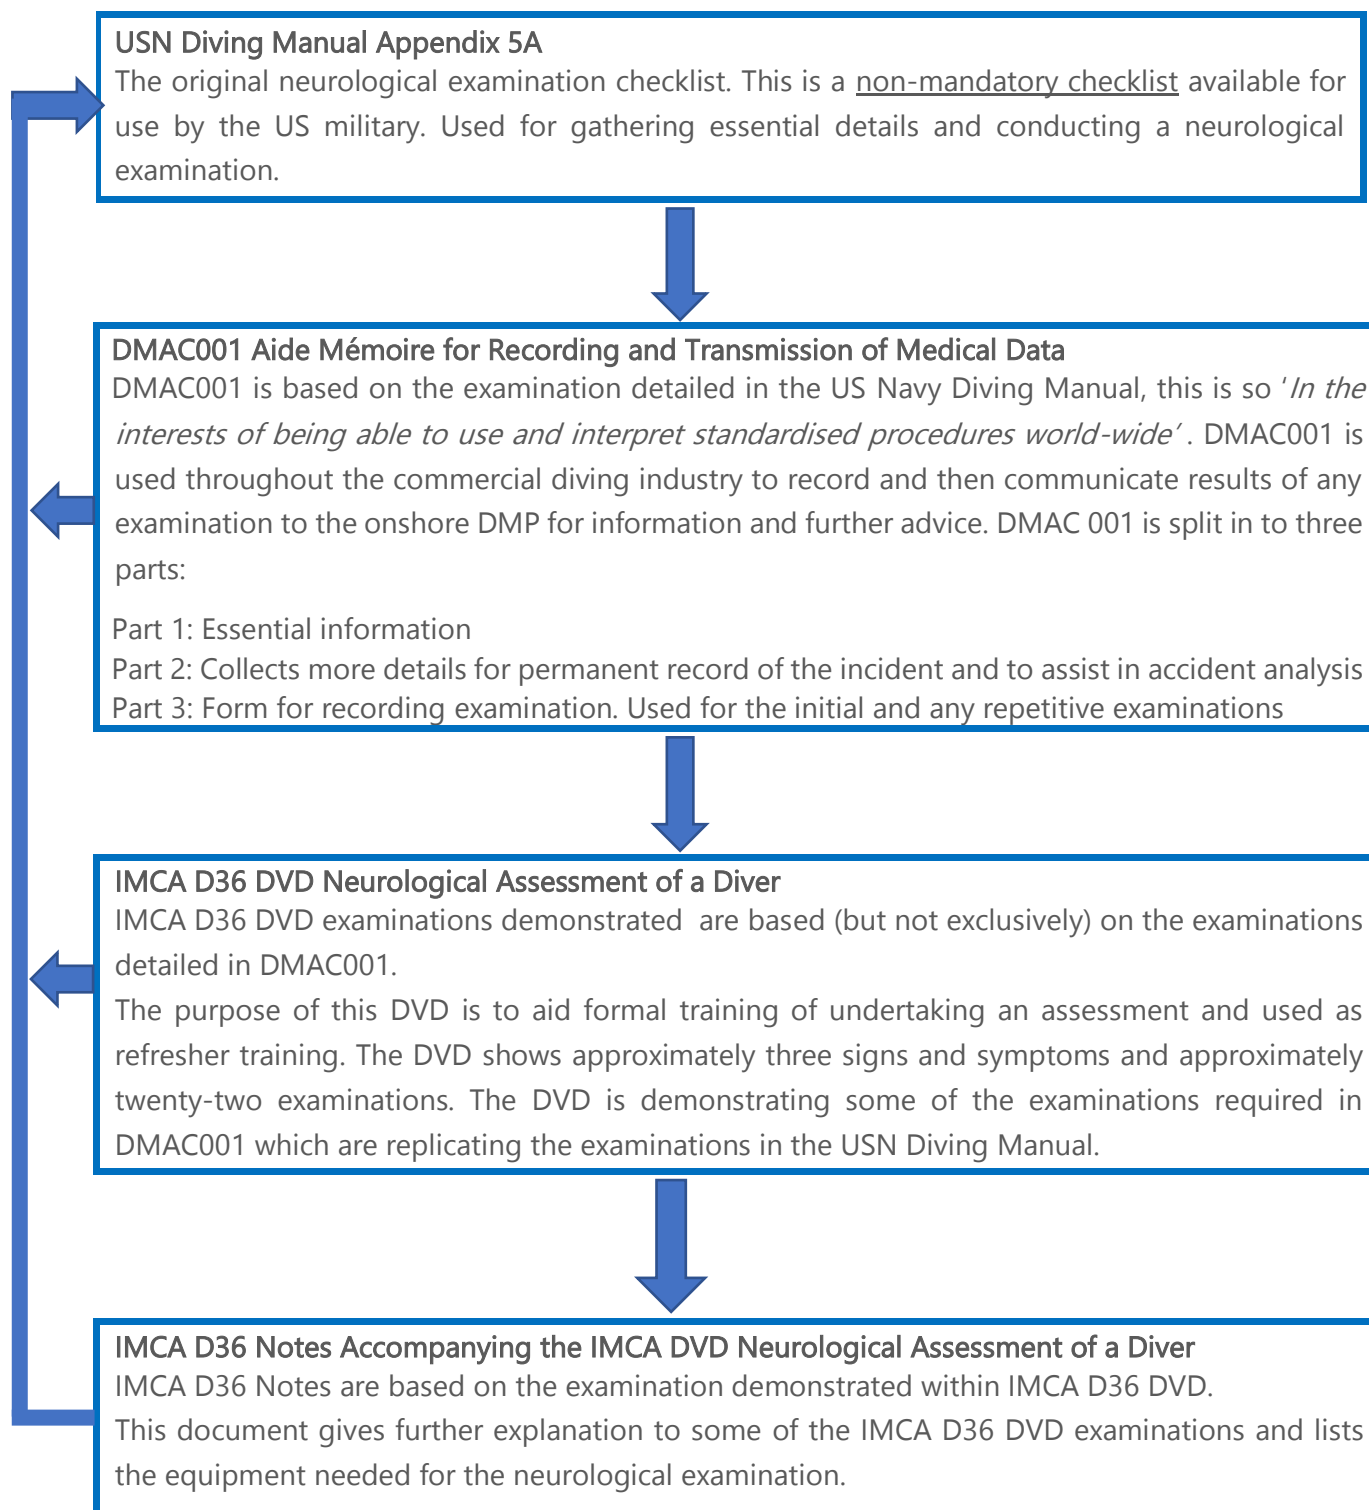 USN Diving Manual Appendix 5A
The original neurological examination checklist. This is a non-mandatory checklist available for
use by the US military. Used for gathering essential details and conducting a neurological
examination.
DMAC001 Aide Mémoire for Recording and Transmission of Medical Data
DMAC001 is based on the examination detailed in the US Navy Diving Manual, this is so ‘In the
interests of being able to use and interpret standardised procedures world-wide’ . DMAC001 is
used throughout the commercial diving industry to record and then communicate results of any
examination to the onshore DMP for information and further advice. DMAC 001 is split in to three
parts:
Part 1: Essential information
Part 2: Collects more details for permanent record of the incident and to assist in accident analysis
Part 3: Form for recording examination. Used for the initial and any repetitive examinations
IMCA D36 DVD Neurological Assessment of a Diver
IMCA D36 DVD examinations demonstrated  are based (but not exclusively) on the examinations
detailed in DMAC001.
The purpose of this DVD is to aid formal training of undertaking an assessment and used as
refresher training. The DVD shows approximately three signs and symptoms and approximately
twenty-two examinations. The DVD is demonstrating some of the examinations required in
DMAC001 which are replicating the examinations in the USN Diving Manual.
IMCA D36 Notes Accompanying the IMCA DVD Neurological Assessment of a Diver
IMCA D36 Notes are based on the examination demonstrated within IMCA D36 DVD.
This document gives further explanation to some of the IMCA D36 DVD examinations and lists
the equipment needed for the neurological examination.